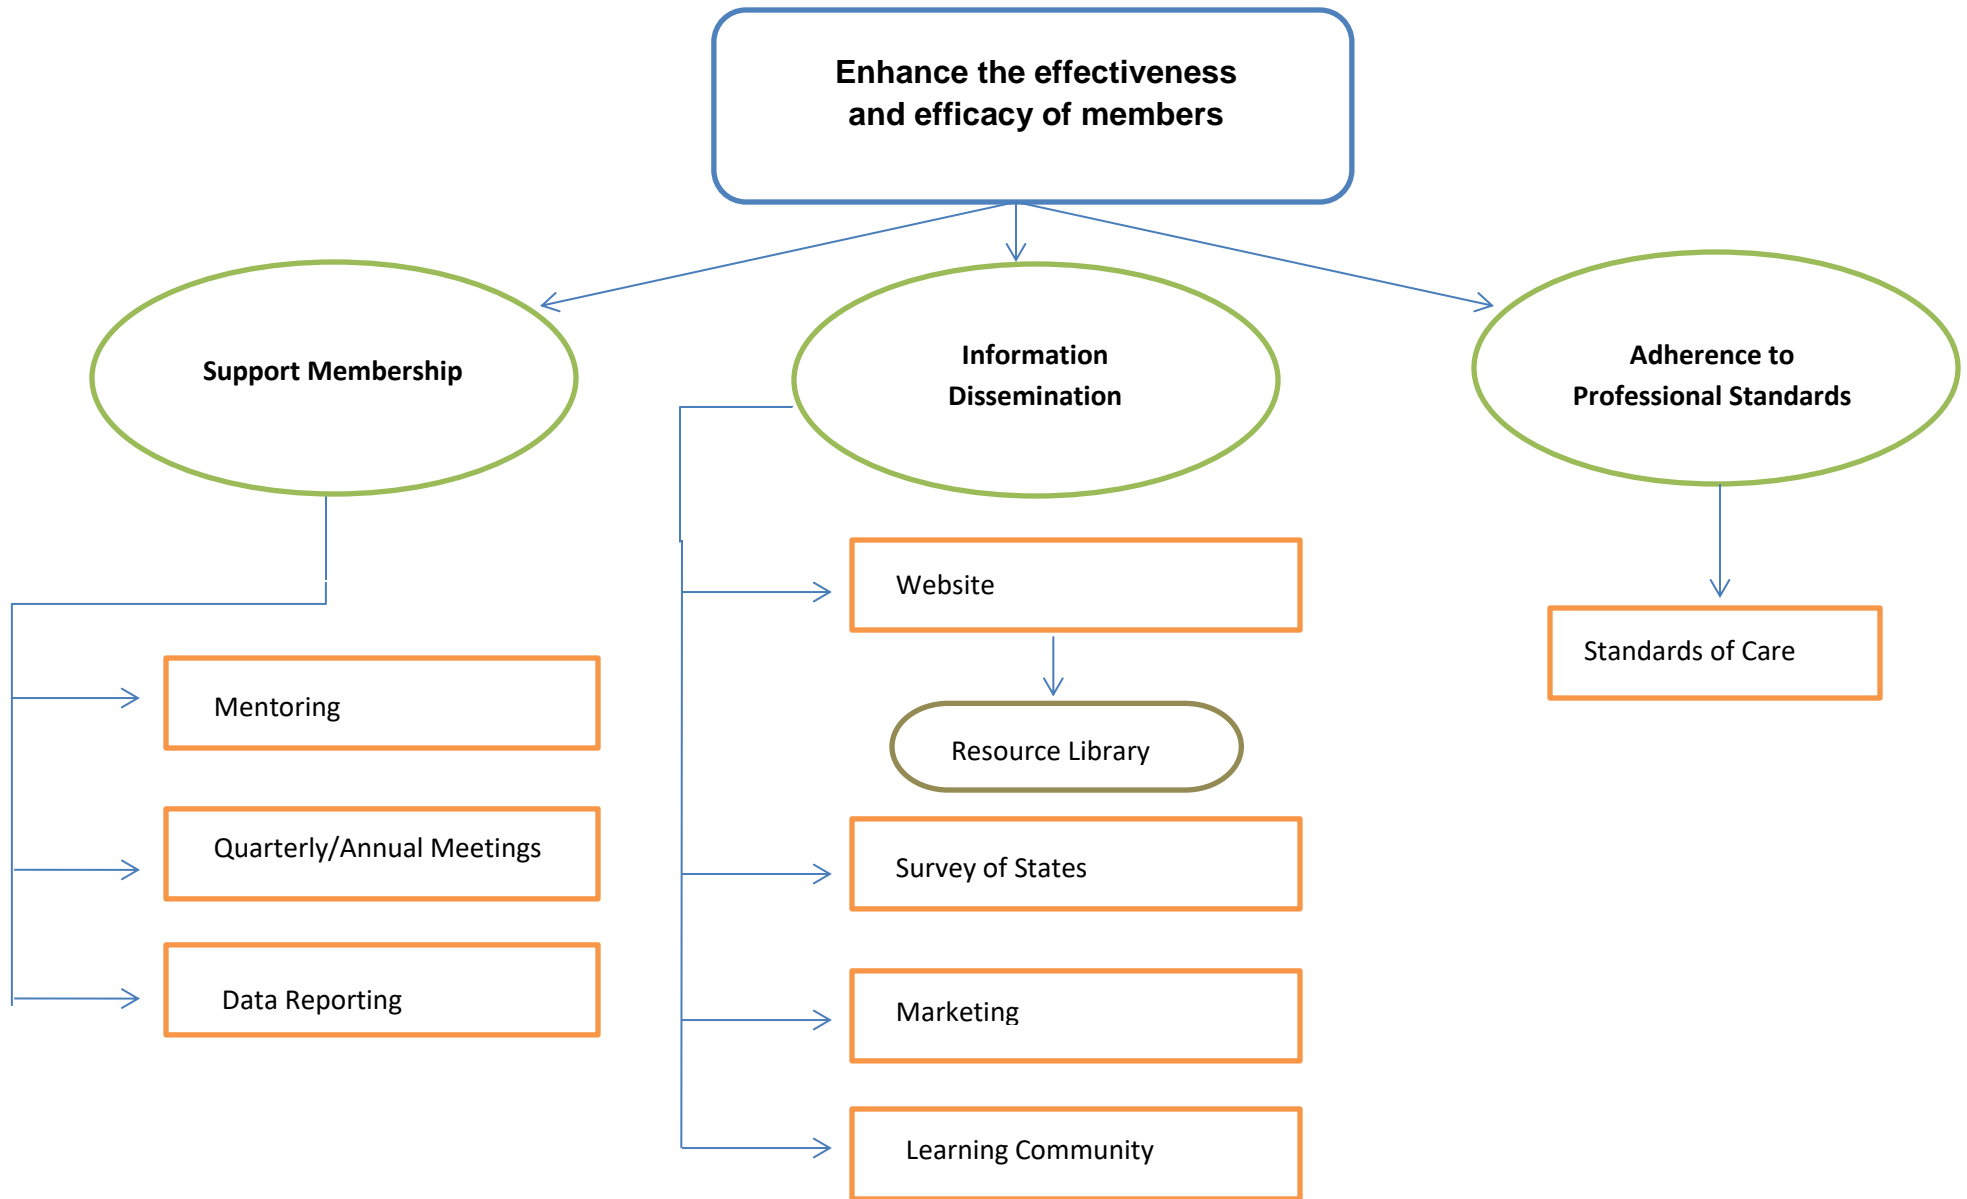 Enhance the effectiveness
and efficacy of members
Support Membership
Information
Dissemination
Adherence to
Professional Standards
Mentoring
Quarterly/Annual Meetings
Data Reporting
Website
Resource Library
Survey of States
Marketing
Learning Community
Standards of Care